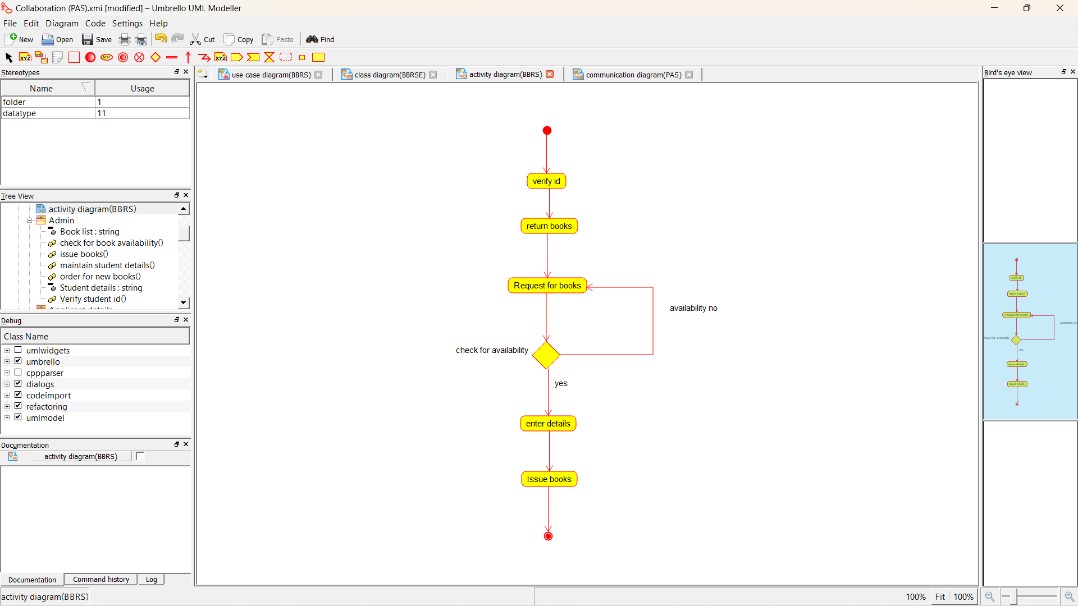 Collaboration (PAS).xmi [modified] – Umbrello UML Modeller
File Edit Diagram Code Settings Help
New Open Save Undo Cut Copy Paste Find
Stereotypes
Name Usage
folder 1
datatype 11
Tree View
activity diagram(BBRS)
Admin
Book list : string
check for book availability()
issue books()
maintain student details()
order for new books()
Student details : string
Verify student id()
Debug
Class Name
umlwidgets
umbrello
cppparser
dialogs
codeimport
refactoring
umlmodel
Documentation
activity diagram(BBRS)
Documentation Command history Log
activity diagram(BBRS)
use case diagram(BBRS) class diagram(BBRSE) activity diagram(BBRS) communication diagram(PAS)
verify id
return books
Request for books
availability no
check for availability
yes
enter details
Issue books
Bird's eye view
100% Fit 100%